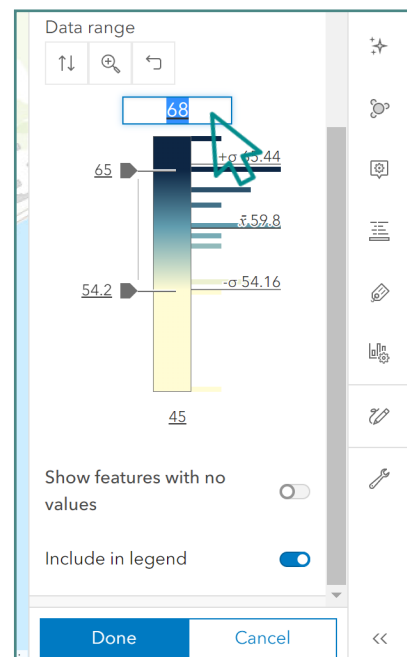 Data range
68
+σ 65.44
65
x̄ 59.8
54.2
-σ 54.16
45
Show features with no
values
Include in legend
Done
Cancel